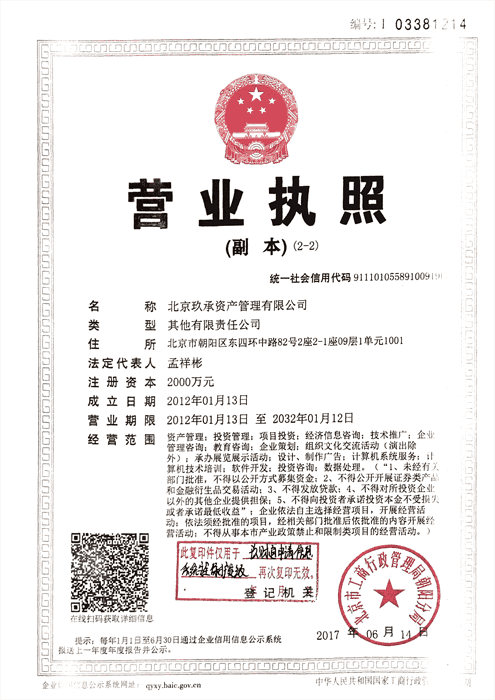 编号: 1 03381214
营业执照
(副 本) (2-2)
统一社会信用代码 91110105589100919
名 称 北京玖承资产管理有限公司
类 型 其他有限责任公司
住 所 北京市朝阳区东四环中路82号2座2-1座09层1单元1001
法定代表人 孟祥彬
注册资本 2000万元
成立日期 2012年01月13日
营业期限 2012年01月13日 至 2032年01月12日
经营范围 资产管理；投资管理；项目投资；经济信息咨询；技术推广；企业
管理咨询；教育咨询；企业策划；组织文化交流活动（演出除
外）；承办展览展示活动；设计、制作广告；计算机系统服务；计
算机技术培训；软件开发；投资咨询；数据处理。（“1、未经有关
部门批准，不得以公开方式募集资金；2、不得公开开展证券类产品
和金融衍生品交易活动；3、不得发放贷款；4、不得对所投资企业
以外的其他企业提供担保；5、不得向投资者承诺投资本金不受损失
或者承诺最低收益”；企业依法自主选择经营项目，开展经营活
动；依法须经批准的项目，经相关部门批准后依批准的内容开展经
营活动；不得从事本市产业政策禁止和限制类项目的经营活动。）
此复印件仅用于
再次复印无效。
登记机关
月
北京市工商行政管理局朝阳分局
2017 年 06 月 14 日
在线扫码获取详细信息
提示：每年1月1日至6月30日通过企业信用信息公示系统
报送上一年度年度报告并公示。
企业信用信息公示系统网址： qyxy.baic.gov.cn
中华人民共和国国家工商行政管